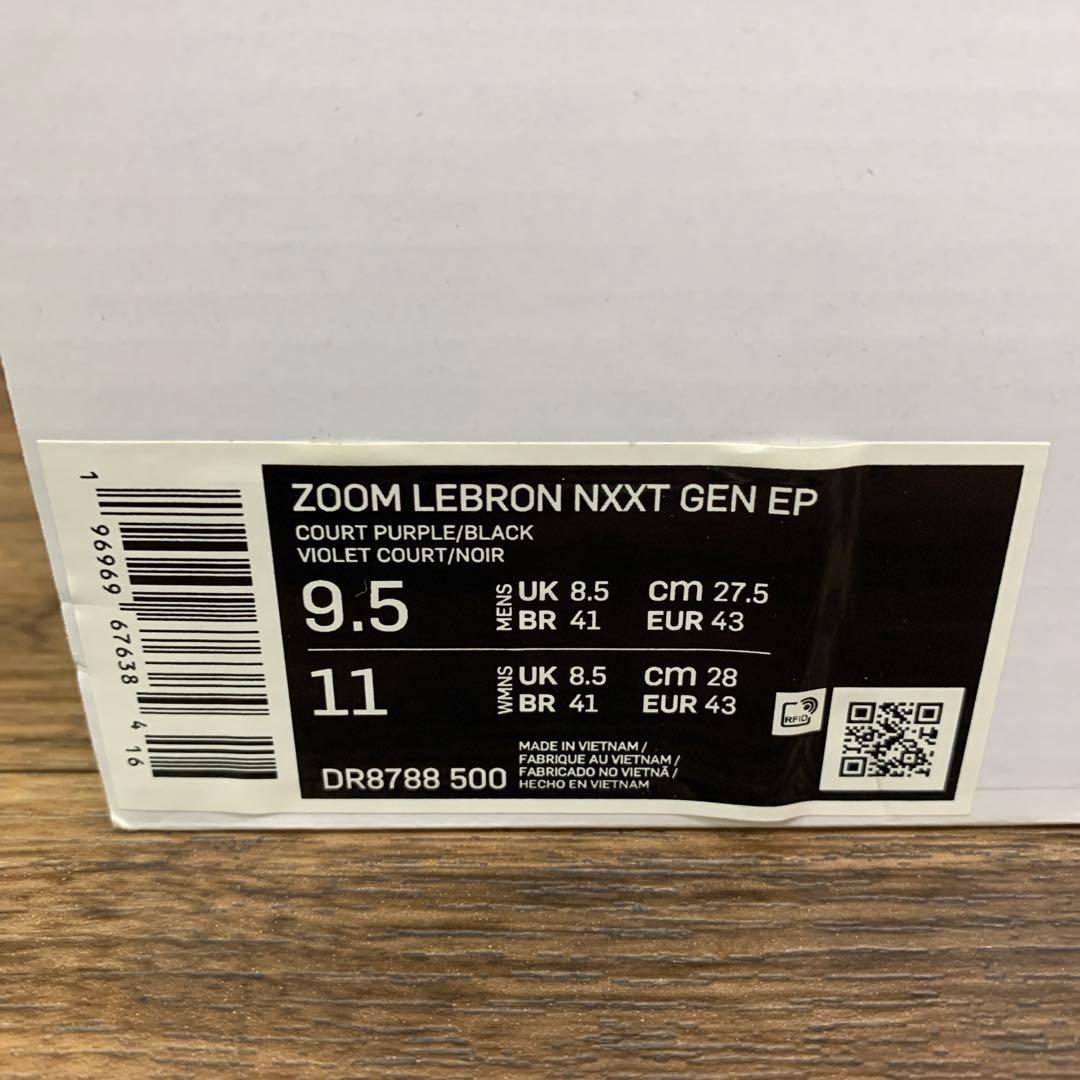 ZOOM LEBRON NXXT GEN EP
COURT PURPLE/BLACK
VIOLET COURT/NOIR
9.5
MENS
UK 8.5 cm 27.5
BR 41 EUR 43
11
WMNS
UK 8.5 cm 28
BR 41 EUR 43
RFID
DR8788 500
MADE IN VIETNAM /
FABRIQUE AU VIETNAM /
FABRICADO NO VIETNÃ /
HECHO EN VIETNAM
1 96969 67638 4 16